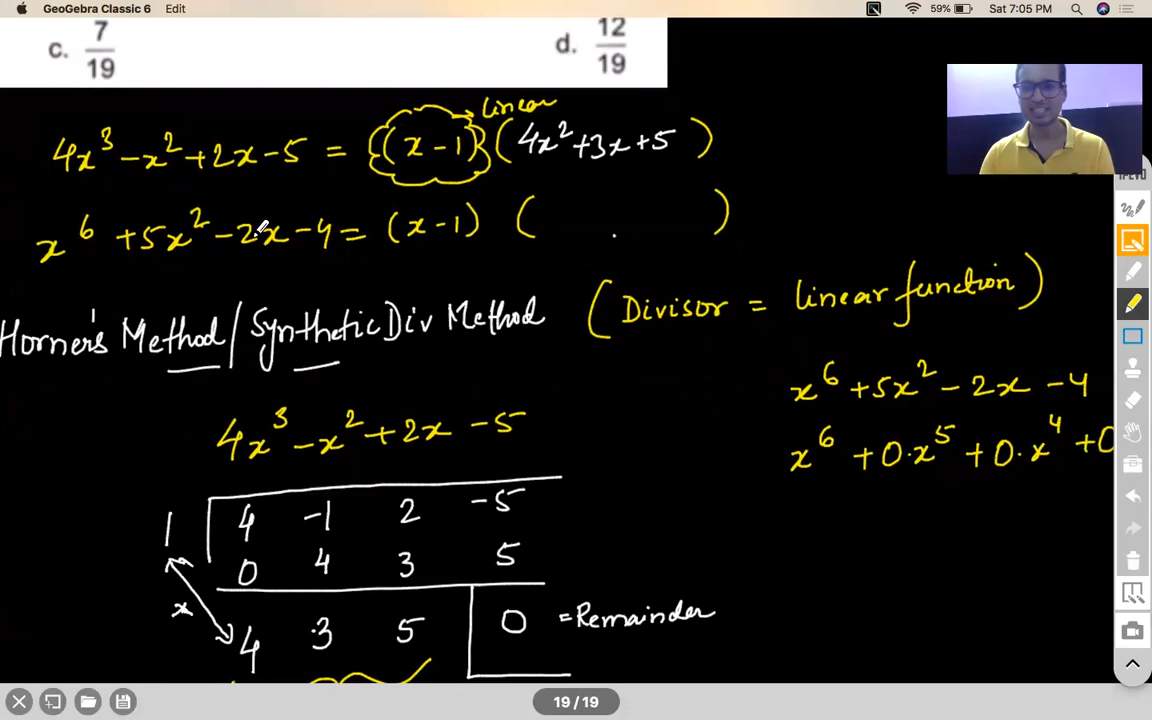 GeoGebra Classic 6 Edit 59% Sat 7:05 PM
c. 7/19 d. 12/19
linear
4x³ - x² + 2x - 5 = {(x - 1)} (4x² + 3x + 5)
x⁶ + 5x² - 2x - 4 = (x - 1) ( )
Horner's Method / Synthetic Div Method (Divisor = linear function)
x⁶ + 5x² - 2x - 4
x⁶ + 0·x⁵ + 0·x⁴ + 0
4x³ - x² + 2x - 5
1 4 -1 2 -5
0 4 3 5
x
4 3 5 0 = Remainder
19 / 19